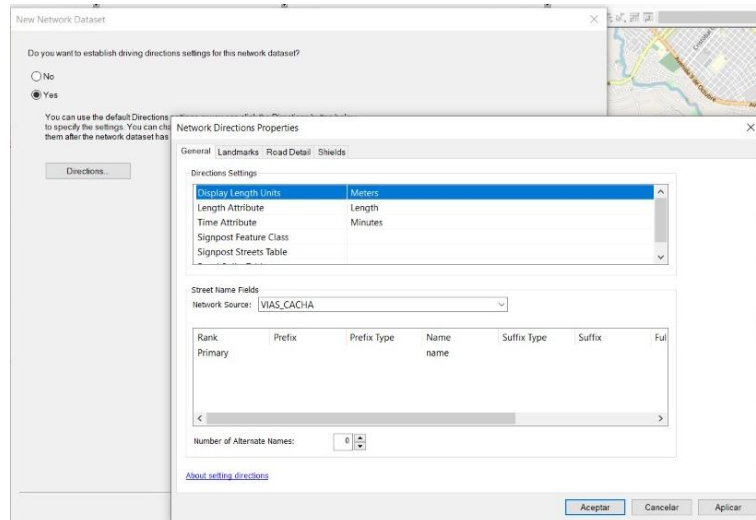 New Network Dataset
Do you want to establish driving directions settings for this network dataset?
No
Yes
You can use the default Directions
to specify the settings. You can cha
them after the network dataset has
Directions...
Network Directions Properties
General Landmarks Road Detail Shields
Directions Settings
Display Length Units Meters
Length Attribute Length
Time Attribute Minutes
Signpost Feature Class
Signpost Streets Table
Street Name Fields
Network Source: VIAS_CACHA
Rank Prefix Prefix Type Name Suffix Type Suffix Ful
Primary name
Number of Alternate Names: 0
About setting directions
Aceptar Cancelar Aplicar